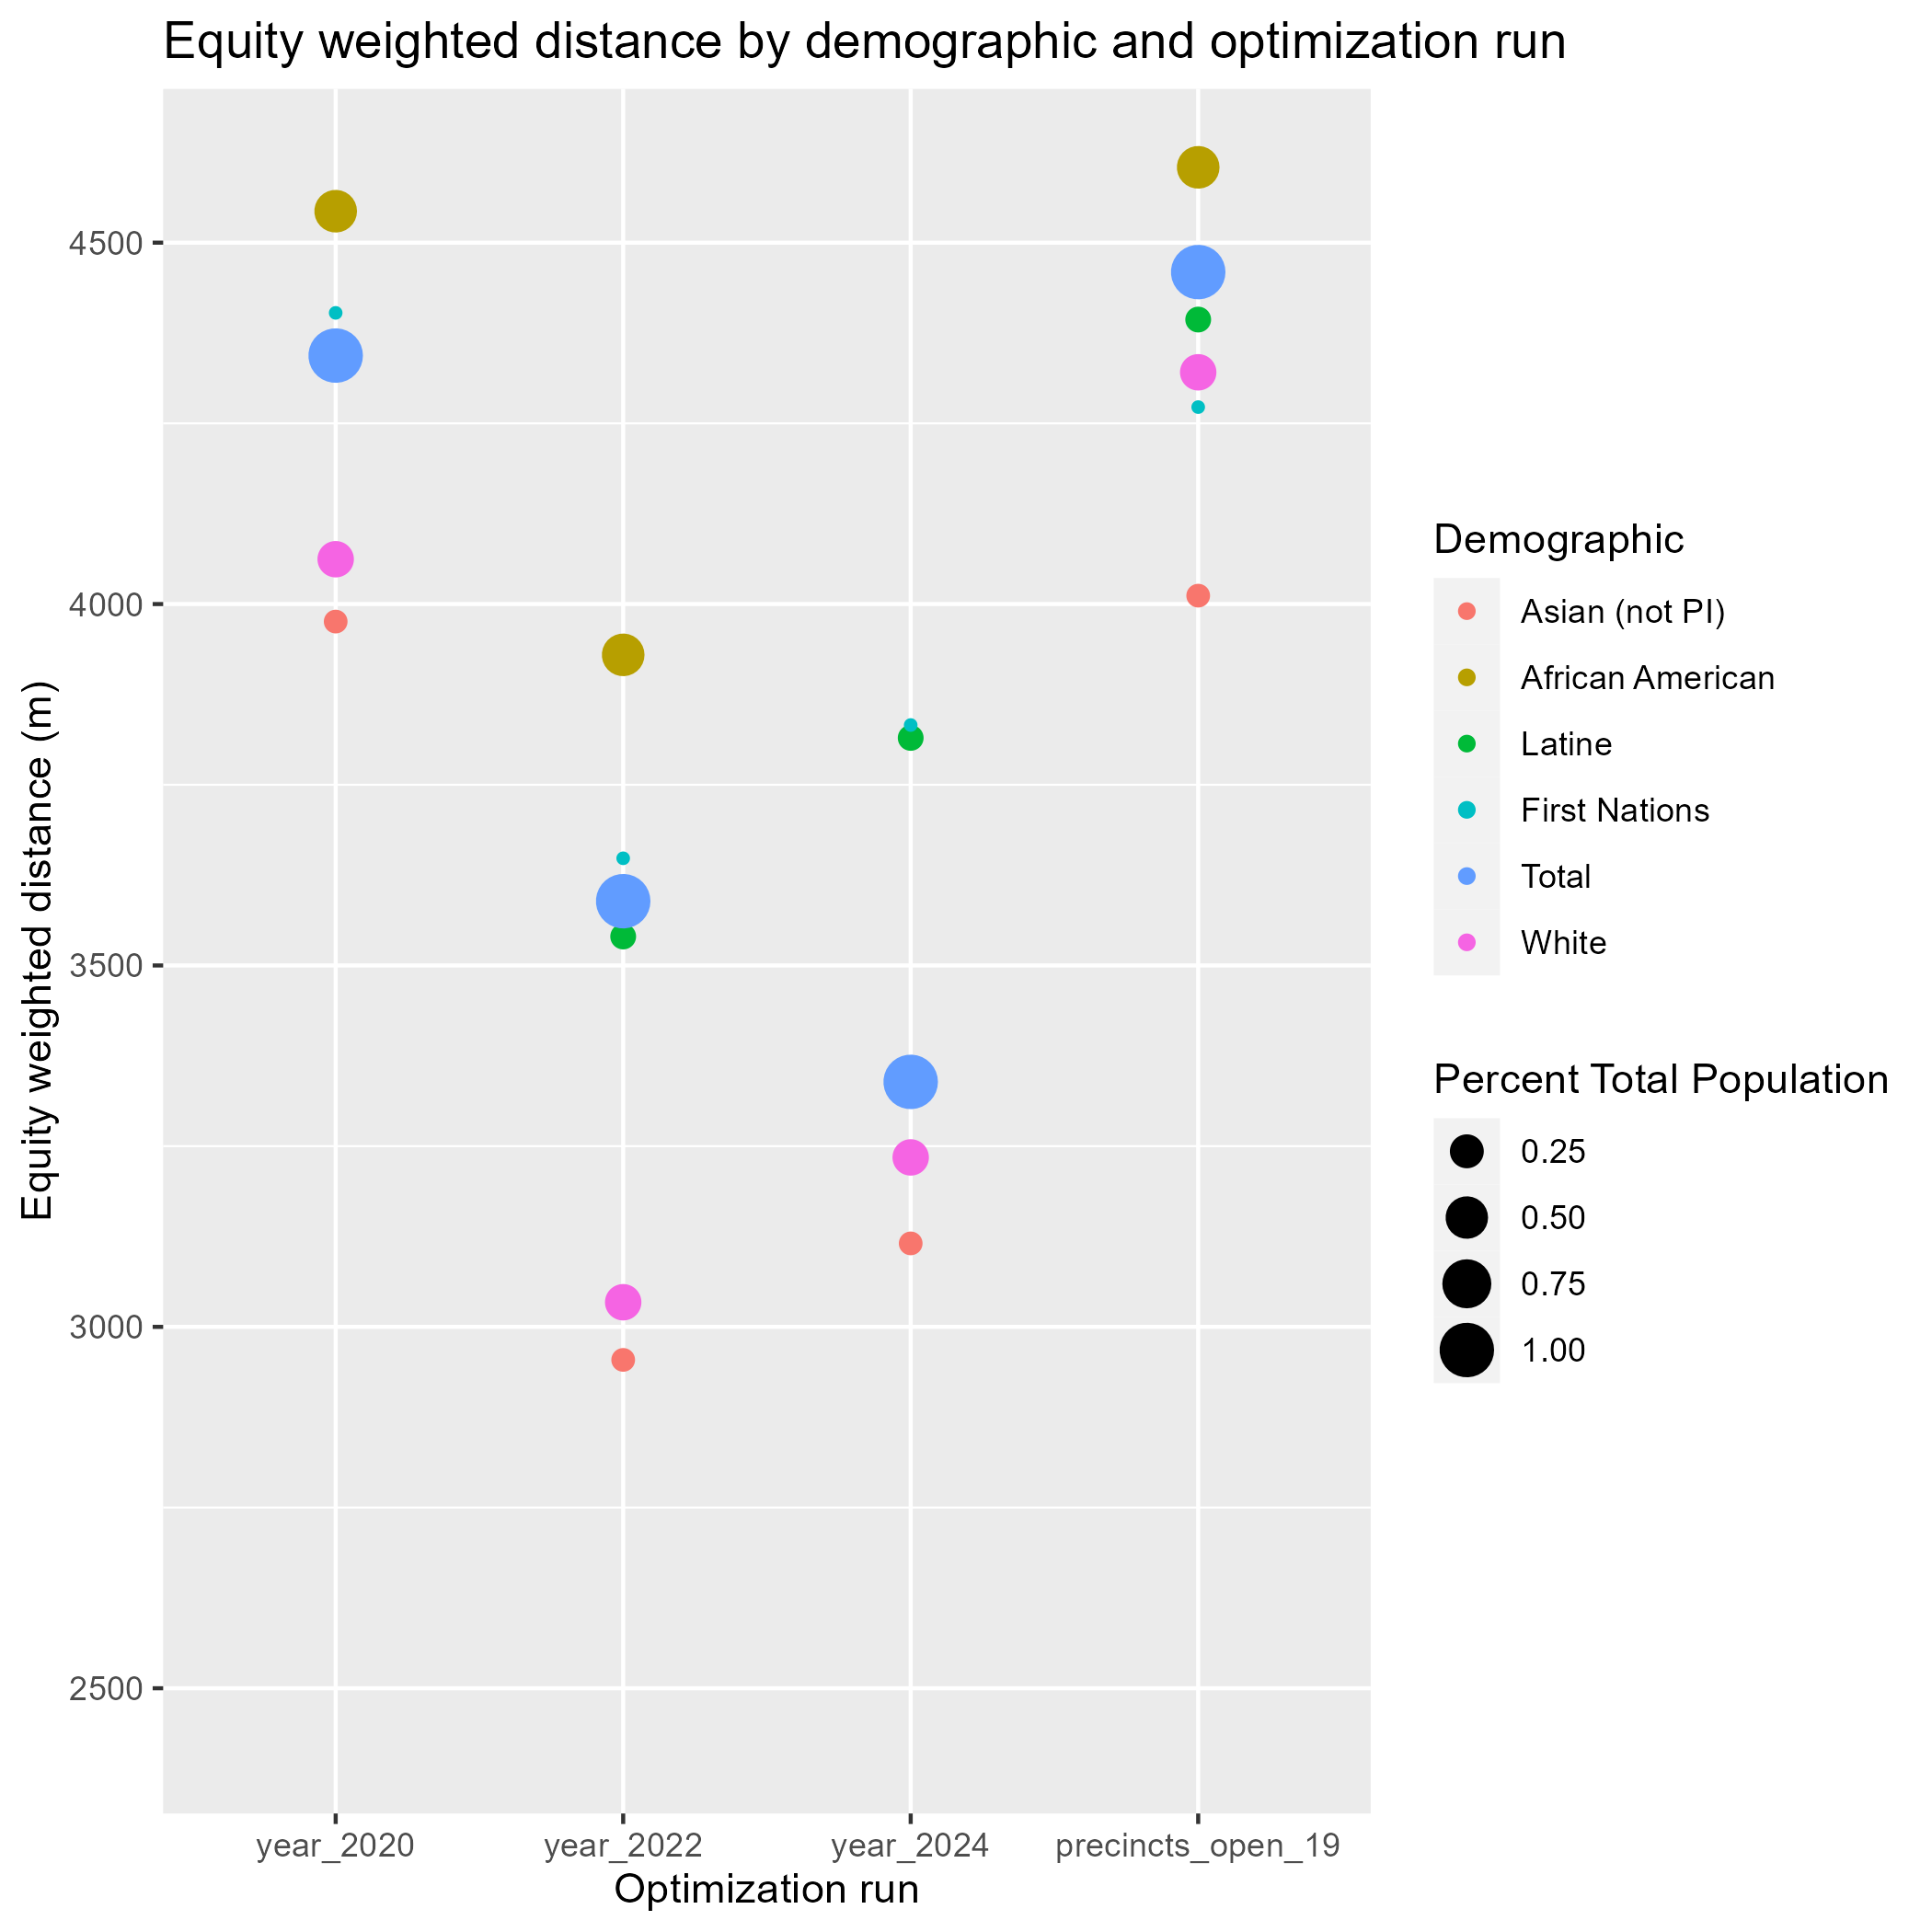 Equity weighted distance by demographic and optimization run
Equity weighted distance (m)
4500
4000
3500
3000
2500
year_2020
year_2022
year_2024
precincts_open_19
Optimization run
Demographic
Asian (not PI)
African American
Latine
First Nations
Total
White
Percent Total Population
0.25
0.50
0.75
1.00